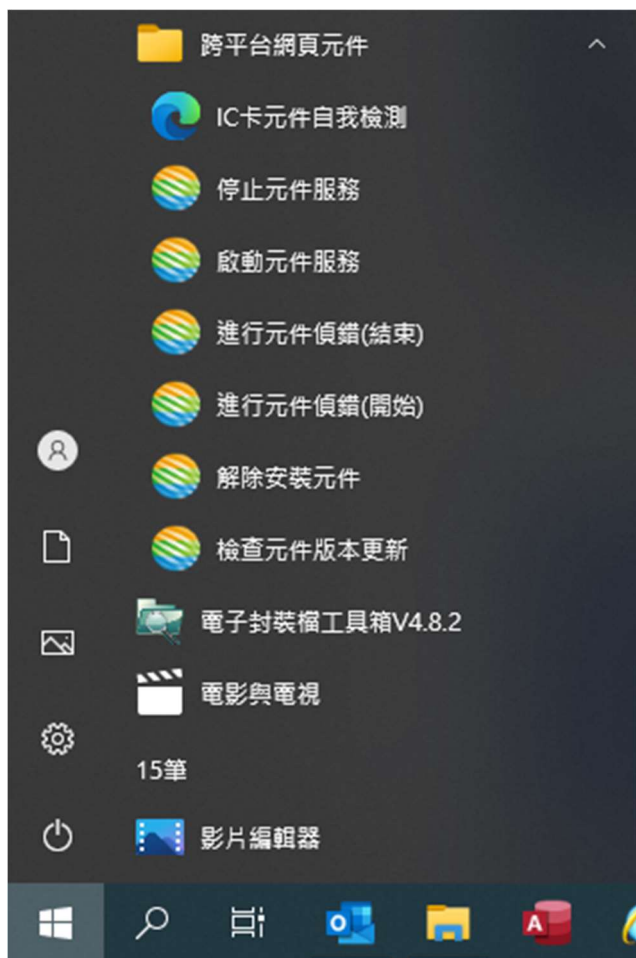 跨平台網頁元件
IC卡元件自我檢測
停止元件服務
啟動元件服務
進行元件偵錯(結束)
進行元件偵錯(開始)
解除安裝元件
檢查元件版本更新
電子封裝檔工具箱V4.8.2
電影與電視
15筆
影片編輯器